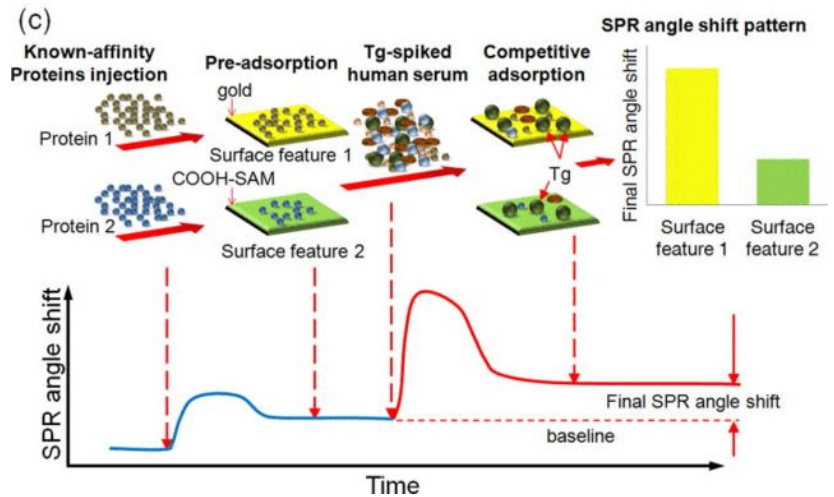 (c)
Known-affinity
Proteins injection
Pre-adsorption
Tg-spiked
human serum
Competitive
adsorption
SPR angle shift pattern
gold
Protein 1
Surface feature 1
COOH-SAM
Protein 2
Surface feature 2
Tg
Final SPR angle shift
Surface
feature 1
Surface
feature 2
SPR angle shift
Final SPR angle shift
baseline
Time